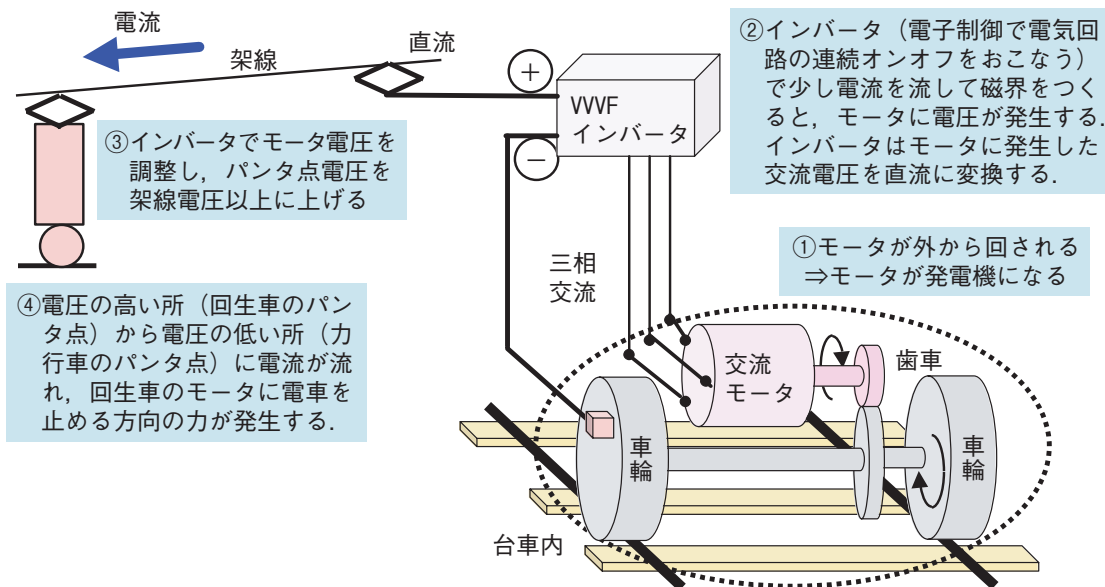 電流
架線
直流
＋
VVVF
インバータ
－
②インバータ（電子制御で電気回
路の連続オンオフをおこなう）
で少し電流を流して磁界をつく
ると，モータに電圧が発生する．
インバータはモータに発生した
交流電圧を直流に変換する．
③インバータでモータ電圧を
調整し，パンタ点電圧を
架線電圧以上に上げる
①モータが外から回される
⇒モータが発電機になる
三相
交流
④電圧の高い所（回生車のパン
タ点）から電圧の低い所（力
行車のパンタ点）に電流が流
れ，回生車のモータに電車を
止める方向の力が発生する．
交流
モータ
歯車
車輪
車輪
台車内